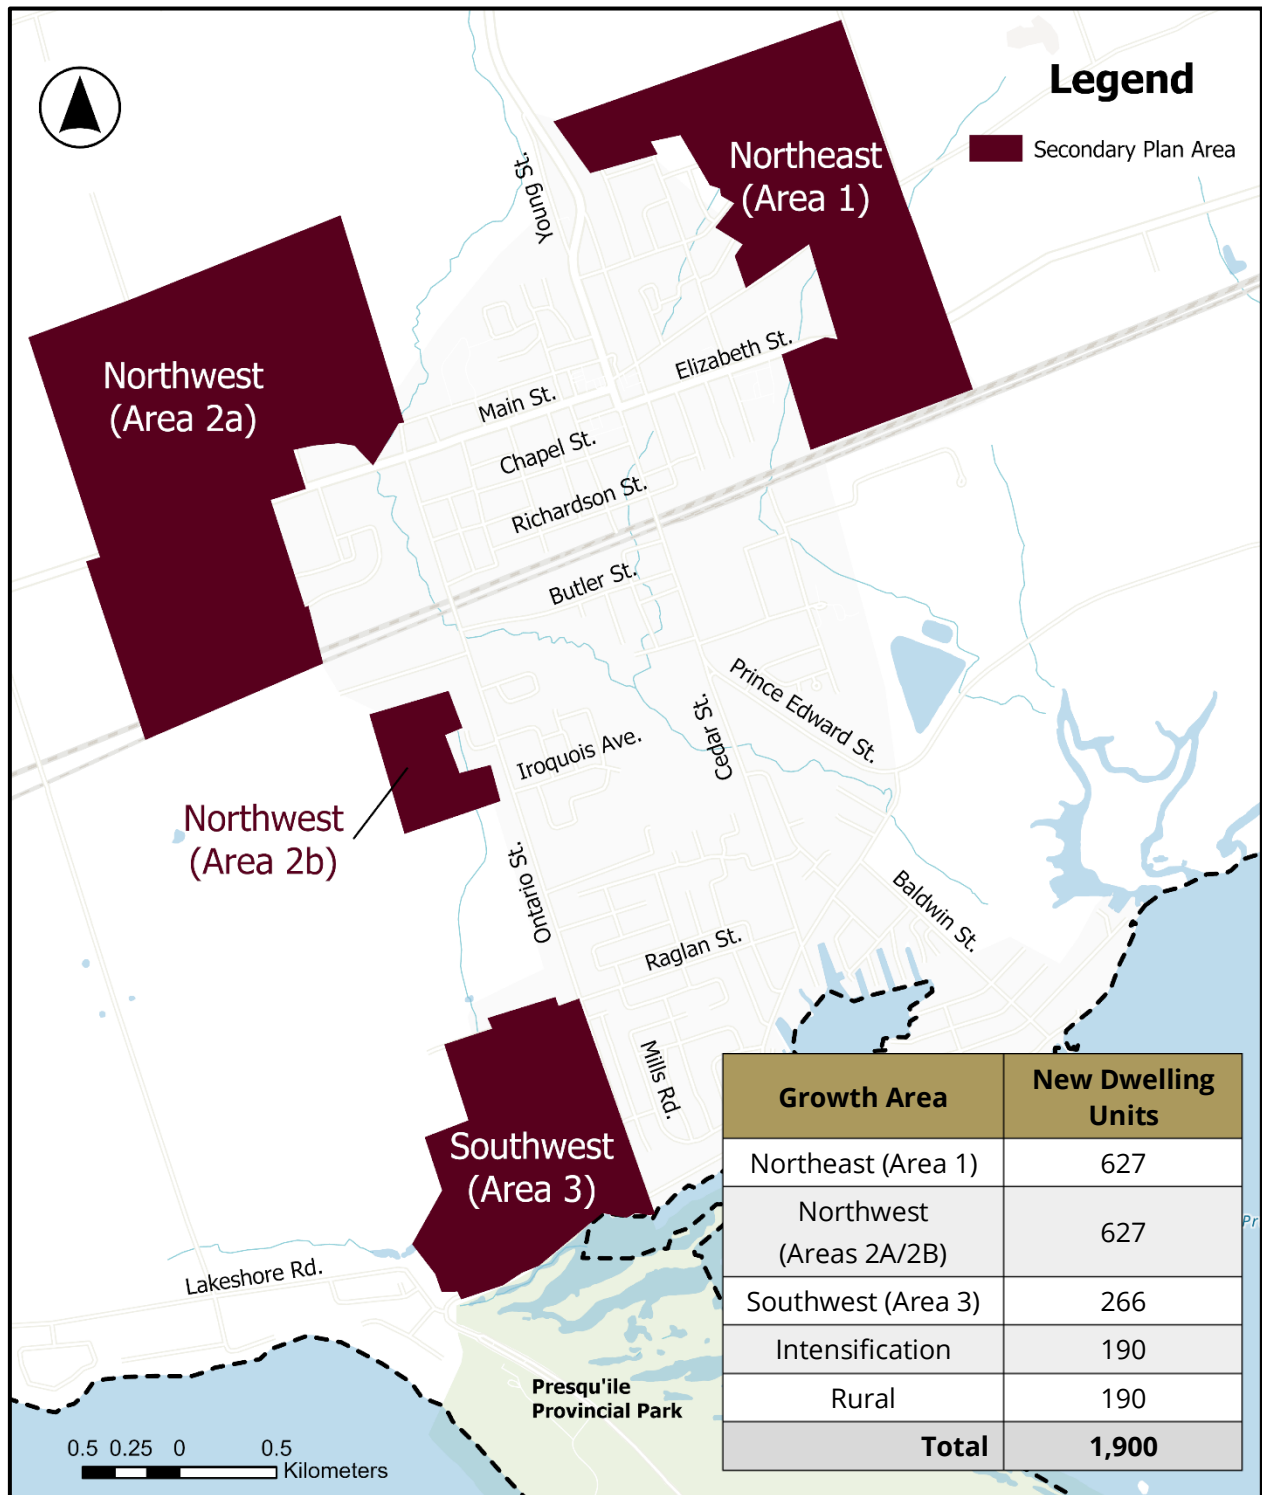 Legend
Secondary Plan Area
Northeast
(Area 1)
Young St.
Northwest
(Area 2a)
Elizabeth St.
Main St.
Chapel St.
Richardson St.
Butler St.
Prince Edward St.
Cedar St.
Iroquois Ave.
Northwest
(Area 2b)
Ontario St.
Baldwin St.
Raglan St.
Mills Rd.
Southwest
(Area 3)
Lakeshore Rd.
Presqu'ile
Provincial Park
Growth Area New Dwelling
Units
Northeast (Area 1) 627
Northwest
(Areas 2A/2B) 627
Southwest (Area 3) 266
Intensification 190
Rural 190
Total 1,900
Pr
0.5 0.25 0 0.5
Kilometers